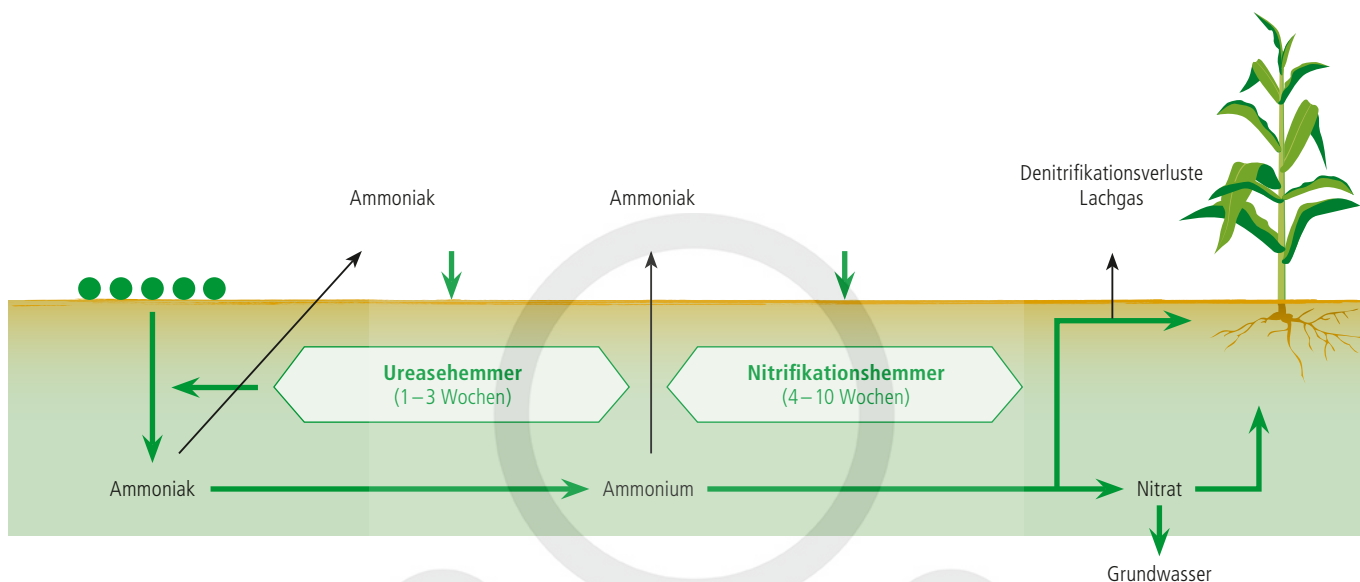 Denitrifikationsverluste
Lachgas
Ammoniak
Ammoniak
Ureasehemmer
(1–3 Wochen)
Nitrifikationshemmer
(4–10 Wochen)
Ammoniak
Ammonium
Nitrat
Grundwasser